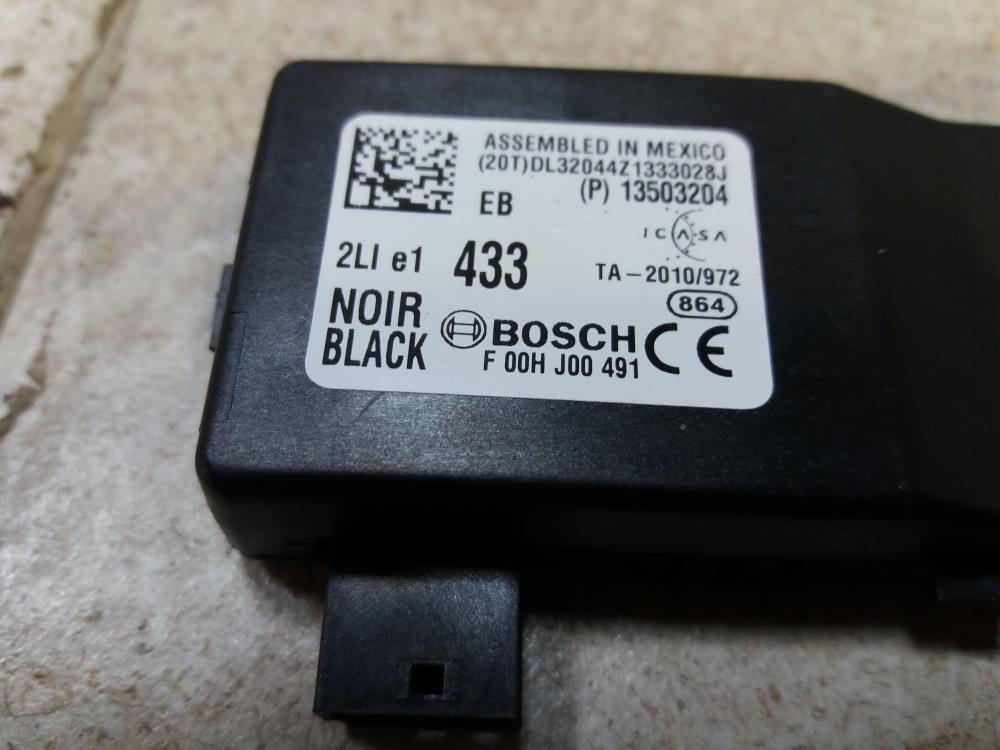 ASSEMBLED IN MEXICO
(20T)DL32044Z1333028J
(P) 13503204
EB
ICASA
2LI e1 433
TA-2010/972
864
NOIR
BLACK
BOSCH CE
F 00H J00 491